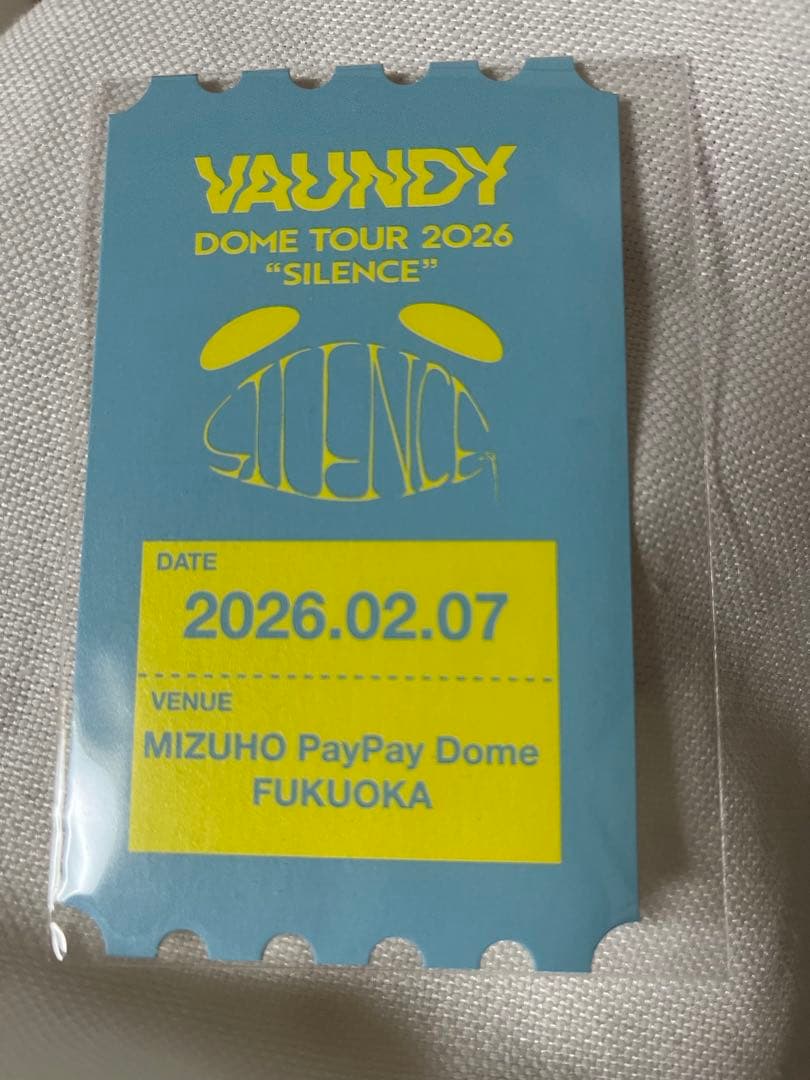 VAUNDY
DOME TOUR 2026
“SILENCE”
SILENCE
DATE
2026.02.07
VENUE
MIZUHO PayPay Dome
FUKUOKA